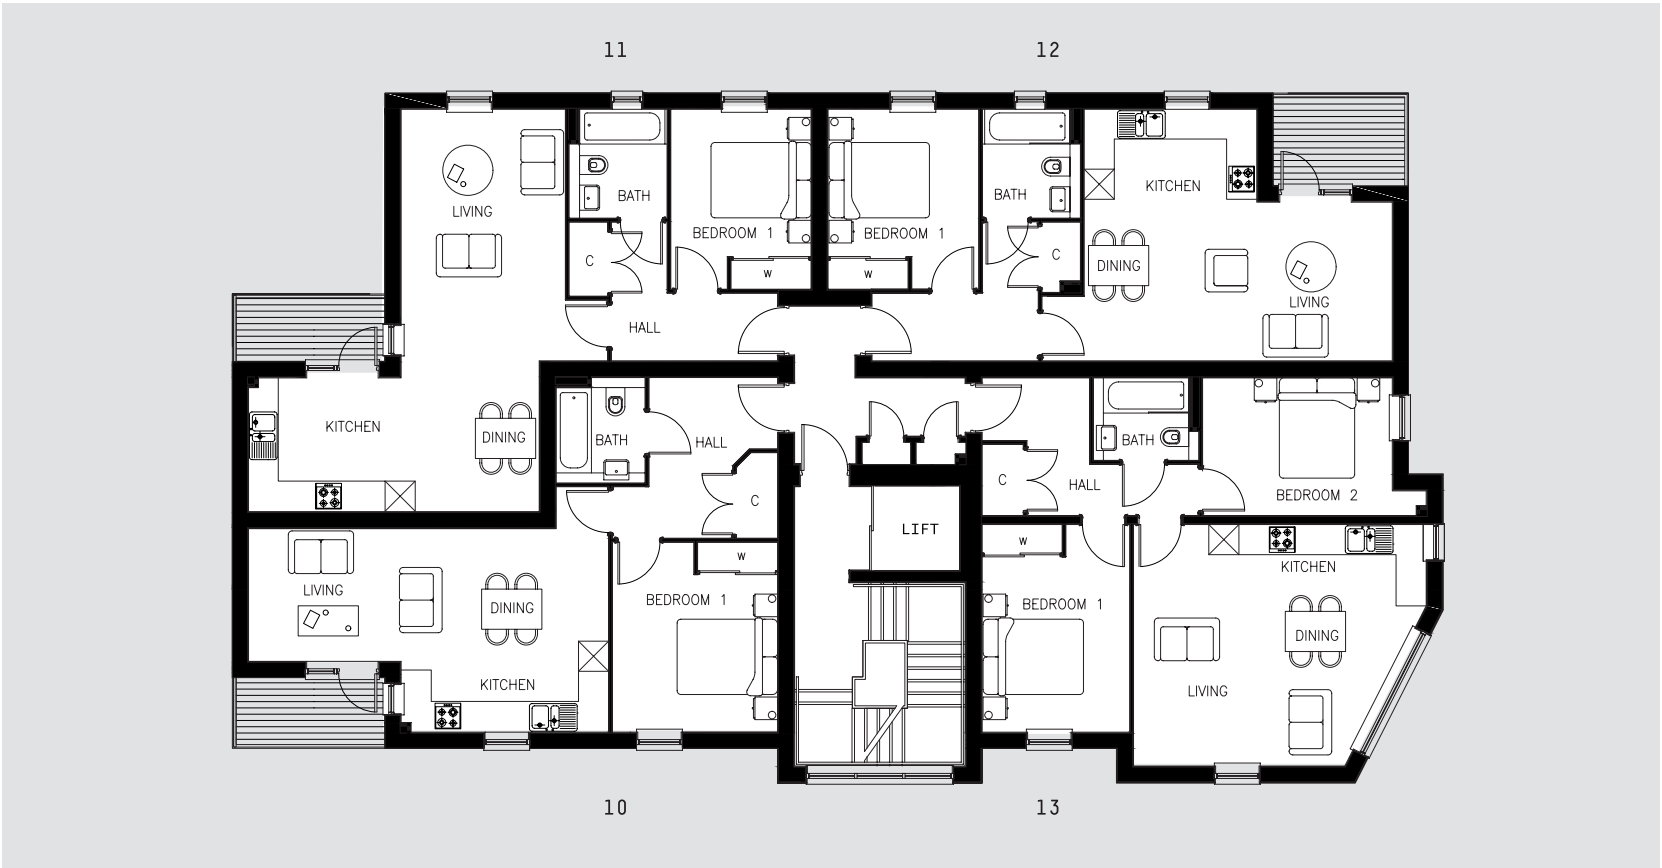 11
12
LIVING
BATH
BEDROOM 1
C
W
HALL
KITCHEN
DINING
BEDROOM 1
BATH
C
W
KITCHEN
DINING
LIVING
BATH
HALL
C
W
LIVING
DINING
BEDROOM 1
KITCHEN
LIFT
BATH
C
HALL
BEDROOM 2
W
KITCHEN
BEDROOM 1
DINING
LIVING
10
13